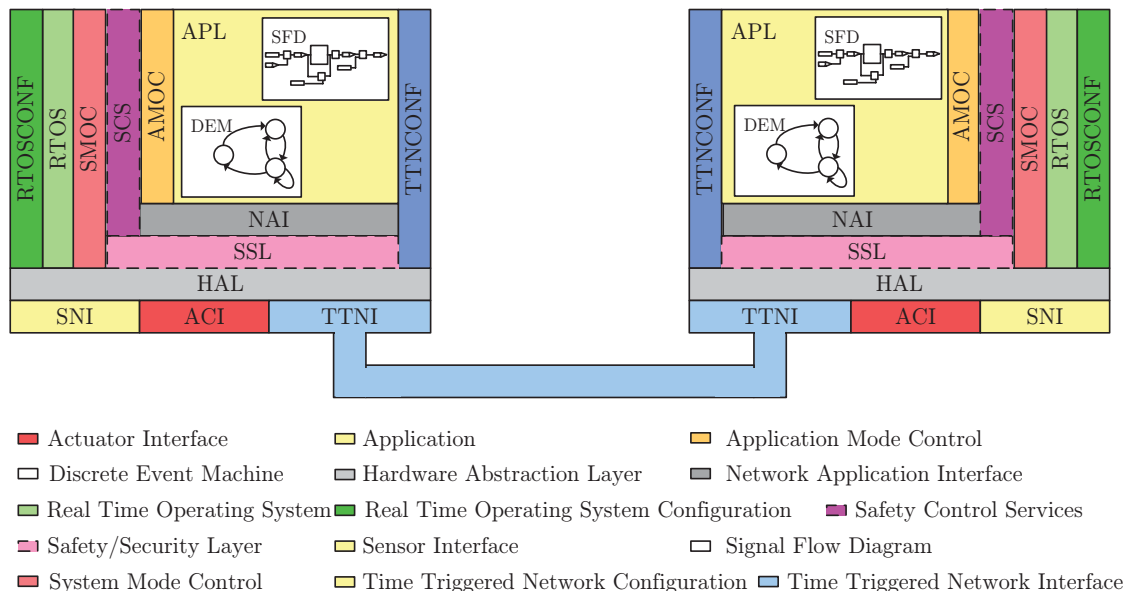 APL
SFD
DEM
RTOSCONF
RTOS
SMOC
SCS
AMOC
TTNCONF
NAI
SSL
HAL
SNI ACI TTNI
APL
SFD
DEM
TTNCONF
AMOC
SCS
SMOC
RTOS
RTOSCONF
NAI
SSL
HAL
TTNI ACI SNI
Actuator Interface Application Application Mode Control
Discrete Event Machine Hardware Abstraction Layer Network Application Interface
Real Time Operating System Real Time Operating System Configuration Safety Control Services
Safety/Security Layer Sensor Interface Signal Flow Diagram
System Mode Control Time Triggered Network Configuration Time Triggered Network Interface